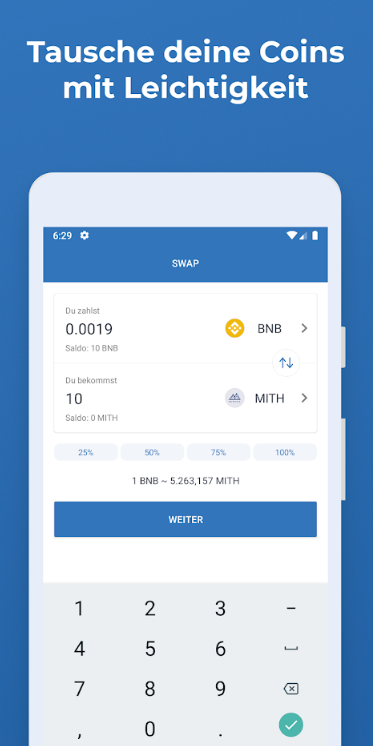 Tausche deine Coins
mit Leichtigkeit
6:29
SWAP
Du zahlst
0.0019
BNB
Saldo: 10 BNB
Du bekommst
10
MITH
Saldo: 0 MITH
25% 50% 75% 100%
1 BNB ~ 5.263,157 MITH
WEITER
1 2 3 –
4 5 6
7 8 9
, 0 .